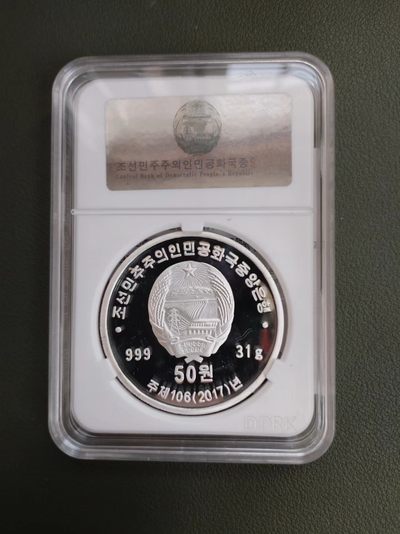 조선민주주의인민공화국중앙
Central Bank of Democratic People's Republic
조선민주주의인민공화국중앙은행
999
31g
50원
주체106(2017)년
DPRK